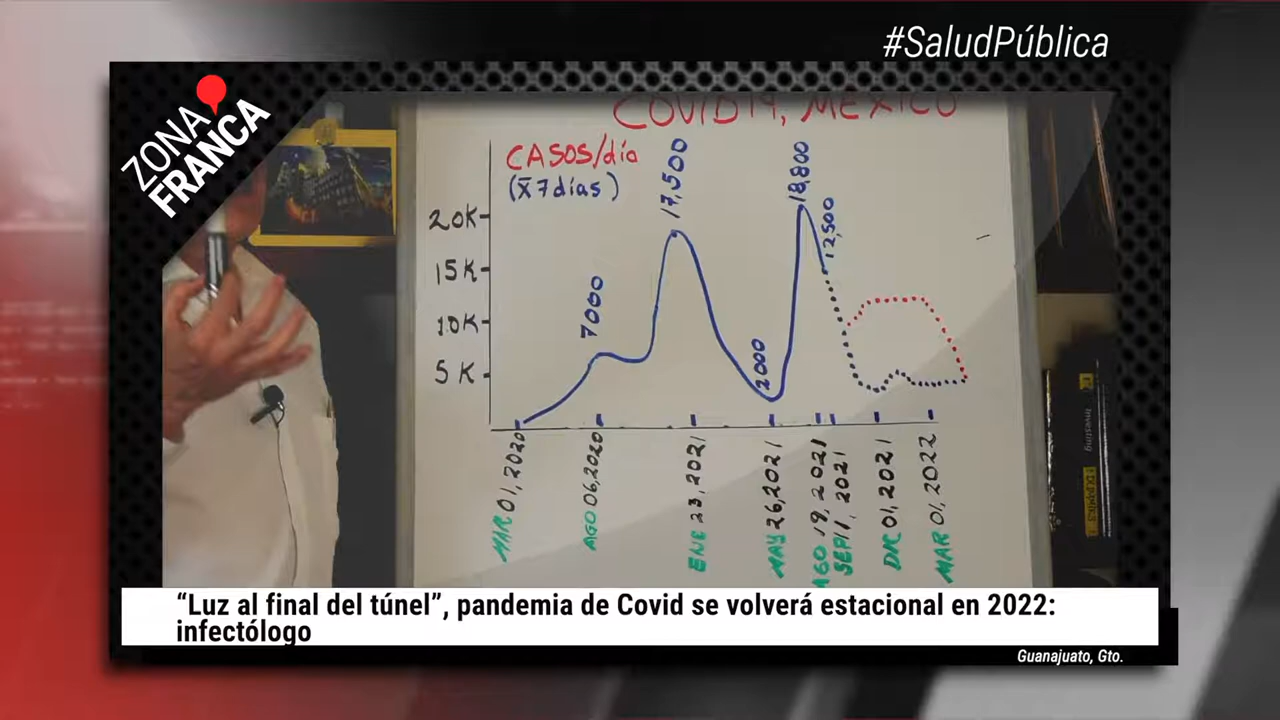 #SaludPública
ZONA
FRANCA
COVID19, MEXICO
CASOS/día
(x̄ 7 días)
20K
15K
10K
5K
7000
17,500
2000
18,800
12,500
MAR 01, 2020
AGO 06, 2020
ENE 23, 2021
MAY 26, 2021
AGO 19, 2021
SEP 11, 2021
DIC 01, 2021
MAR 01, 2022
Investing
“Luz al final del túnel”, pandemia de Covid se volverá estacional en 2022:
infectólogo
Guanajuato, Gto.